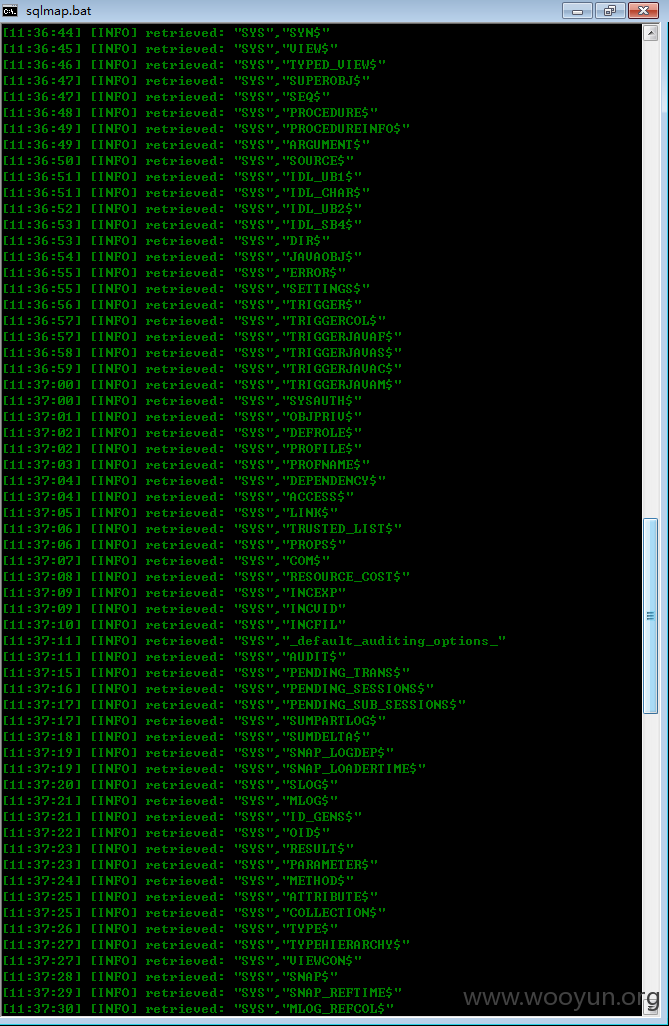 sqlmap.bat
[11:36:44] [INFO] retrieved: "SYS","SYN$"
[11:36:45] [INFO] retrieved: "SYS","VIEW$"
[11:36:46] [INFO] retrieved: "SYS","TYPED_VIEW$"
[11:36:47] [INFO] retrieved: "SYS","SUPEROBJ$"
[11:36:47] [INFO] retrieved: "SYS","SEQ$"
[11:36:48] [INFO] retrieved: "SYS","PROCEDURE$"
[11:36:49] [INFO] retrieved: "SYS","PROCEDUREINFO$"
[11:36:49] [INFO] retrieved: "SYS","ARGUMENT$"
[11:36:50] [INFO] retrieved: "SYS","SOURCE$"
[11:36:51] [INFO] retrieved: "SYS","IDL_UB1$"
[11:36:51] [INFO] retrieved: "SYS","IDL_CHAR$"
[11:36:52] [INFO] retrieved: "SYS","IDL_UB2$"
[11:36:53] [INFO] retrieved: "SYS","IDL_SB4$"
[11:36:53] [INFO] retrieved: "SYS","DIR$"
[11:36:54] [INFO] retrieved: "SYS","JAVAOBJ$"
[11:36:55] [INFO] retrieved: "SYS","ERROR$"
[11:36:55] [INFO] retrieved: "SYS","SETTINGS$"
[11:36:56] [INFO] retrieved: "SYS","TRIGGER$"
[11:36:57] [INFO] retrieved: "SYS","TRIGGERCOL$"
[11:36:57] [INFO] retrieved: "SYS","TRIGGERJAVAF$"
[11:36:58] [INFO] retrieved: "SYS","TRIGGERJAVAS$"
[11:36:59] [INFO] retrieved: "SYS","TRIGGERJAVAC$"
[11:37:00] [INFO] retrieved: "SYS","TRIGGERJAVAM$"
[11:37:00] [INFO] retrieved: "SYS","SYSAUTH$"
[11:37:01] [INFO] retrieved: "SYS","OBJPRIV$"
[11:37:02] [INFO] retrieved: "SYS","DEFROLE$"
[11:37:02] [INFO] retrieved: "SYS","PROFILE$"
[11:37:03] [INFO] retrieved: "SYS","PROFNAME$"
[11:37:04] [INFO] retrieved: "SYS","DEPENDENCY$"
[11:37:04] [INFO] retrieved: "SYS","ACCESS$"
[11:37:05] [INFO] retrieved: "SYS","LINK$"
[11:37:06] [INFO] retrieved: "SYS","TRUSTED_LIST$"
[11:37:06] [INFO] retrieved: "SYS","PROPS$"
[11:37:07] [INFO] retrieved: "SYS","COM$"
[11:37:08] [INFO] retrieved: "SYS","RESOURCE_COST$"
[11:37:09] [INFO] retrieved: "SYS","INCEXP"
[11:37:09] [INFO] retrieved: "SYS","INCVID"
[11:37:10] [INFO] retrieved: "SYS","INCFIL"
[11:37:11] [INFO] retrieved: "SYS","_default_auditing_options_"
[11:37:11] [INFO] retrieved: "SYS","AUDIT$"
[11:37:15] [INFO] retrieved: "SYS","PENDING_TRANS$"
[11:37:16] [INFO] retrieved: "SYS","PENDING_SESSIONS$"
[11:37:17] [INFO] retrieved: "SYS","PENDING_SUB_SESSIONS$"
[11:37:17] [INFO] retrieved: "SYS","SUMPARTLOG$"
[11:37:18] [INFO] retrieved: "SYS","SUMDELTA$"
[11:37:19] [INFO] retrieved: "SYS","SNAP_LOGDEP$"
[11:37:19] [INFO] retrieved: "SYS","SNAP_LOADERTIME$"
[11:37:20] [INFO] retrieved: "SYS","SLOG$"
[11:37:21] [INFO] retrieved: "SYS","MLOG$"
[11:37:21] [INFO] retrieved: "SYS","ID_GENS$"
[11:37:22] [INFO] retrieved: "SYS","OID$"
[11:37:23] [INFO] retrieved: "SYS","RESULT$"
[11:37:23] [INFO] retrieved: "SYS","PARAMETER$"
[11:37:24] [INFO] retrieved: "SYS","METHOD$"
[11:37:25] [INFO] retrieved: "SYS","ATTRIBUTE$"
[11:37:25] [INFO] retrieved: "SYS","COLLECTION$"
[11:37:26] [INFO] retrieved: "SYS","TYPE$"
[11:37:27] [INFO] retrieved: "SYS","TYPEHIERARCHY$"
[11:37:27] [INFO] retrieved: "SYS","VIEWCON$"
[11:37:28] [INFO] retrieved: "SYS","SNAP$"
[11:37:29] [INFO] retrieved: "SYS","SNAP_REFTIME$"
[11:37:30] [INFO] retrieved: "SYS","MLOG_REFCOL$"
www.wooyun.org